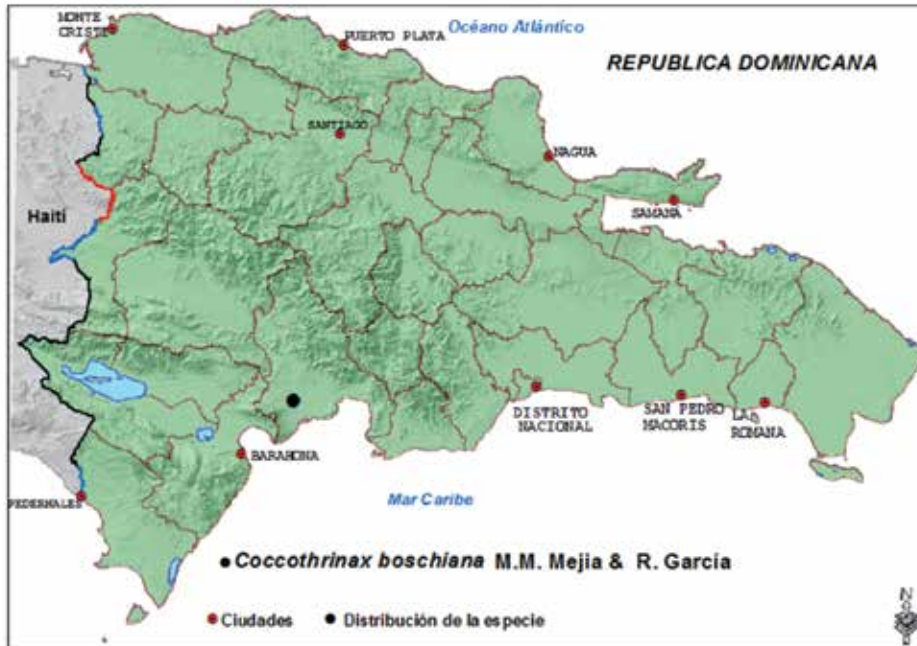 MONTE
CRISTI
PUERTO PLATA
Océano Atlántico
REPUBLICA DOMINICANA
SANTIAGO
NAGUA
SAMANA
Haití
DISTRITO
NACIONAL
SAN PEDRO
MACORIS
LA
ROMANA
BARAHONA
PEDERNALES
Mar Caribe
Coccothrinax boschiana M.M. Mejia & R. García
Ciudades
Distribución de la especie
N